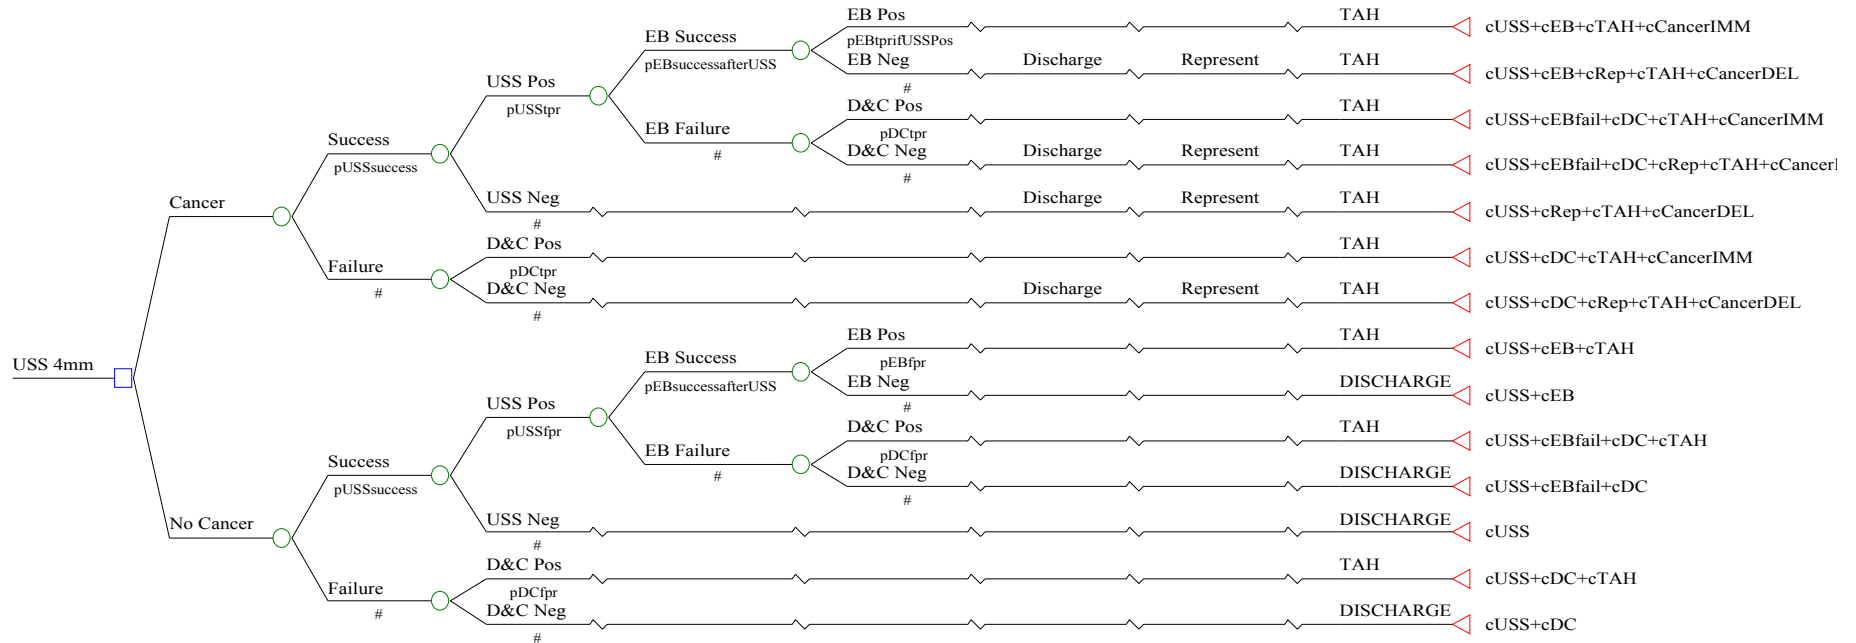 EB Pos TAH cUSS+cEB+cTAH+cCancerIMM
EB Success pEBtprifUSSPos
pEBsuccessafterUSS EB Neg Discharge Represent TAH cUSS+cEB+cRep+cTAH+cCancerDEL
USS Pos #
pUSStpr D&C Pos TAH cUSS+cEBfail+cDC+cTAH+cCancerIMM
EB Failure pDCtpr
Success # D&C Neg Discharge Represent TAH cUSS+cEBfail+cDC+cRep+cTAH+cCancer
pUSSsuccess #
Cancer USS Neg Discharge Represent TAH cUSS+cRep+cTAH+cCancerDEL
#
D&C Pos TAH cUSS+cDC+cTAH+cCancerIMM
Failure pDCtpr
# D&C Neg Discharge Represent TAH cUSS+cDC+cRep+cTAH+cCancerDEL
#
USS 4mm
EB Pos TAH cUSS+cEB+cTAH
EB Success pEBfpr
pEBsuccessafterUSS EB Neg DISCHARGE cUSS+cEB
USS Pos #
pUSSfpr D&C Pos TAH cUSS+cEBfail+cDC+cTAH
EB Failure pDCfpr
Success # D&C Neg DISCHARGE cUSS+cEBfail+cDC
pUSSsuccess #
No Cancer USS Neg DISCHARGE cUSS
#
D&C Pos TAH cUSS+cDC+cTAH
Failure pDCfpr
# D&C Neg DISCHARGE cUSS+cDC
#